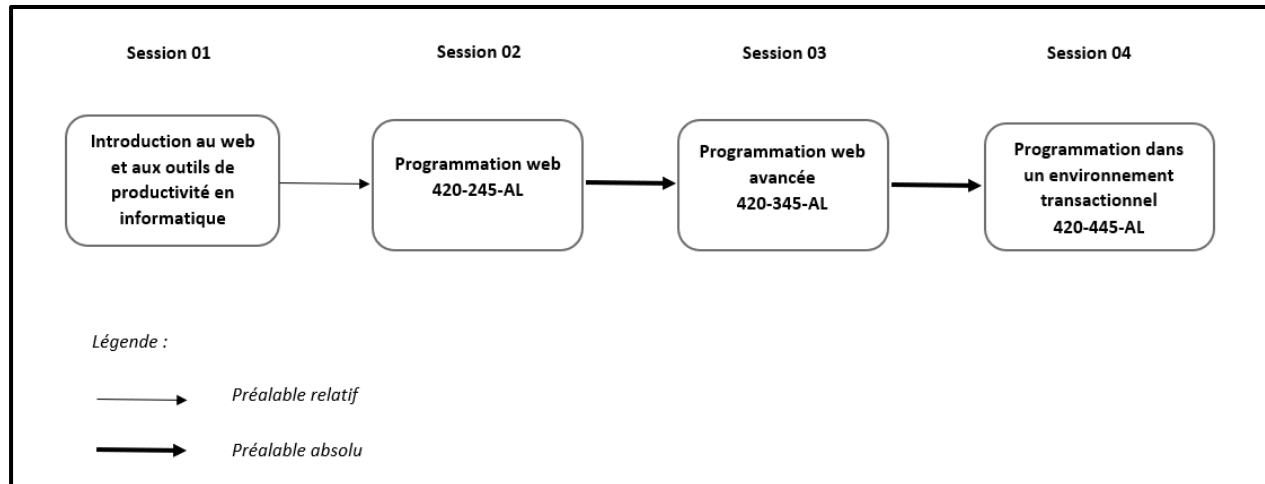 Session 01
Session 02
Session 03
Session 04
Introduction au web
et aux outils de
productivité en
informatique
Programmation web
420-245-AL
Programmation web
avancée
420-345-AL
Programmation dans
un environnement
transactionnel
420-445-AL
Légende :
Préalable relatif
Préalable absolu